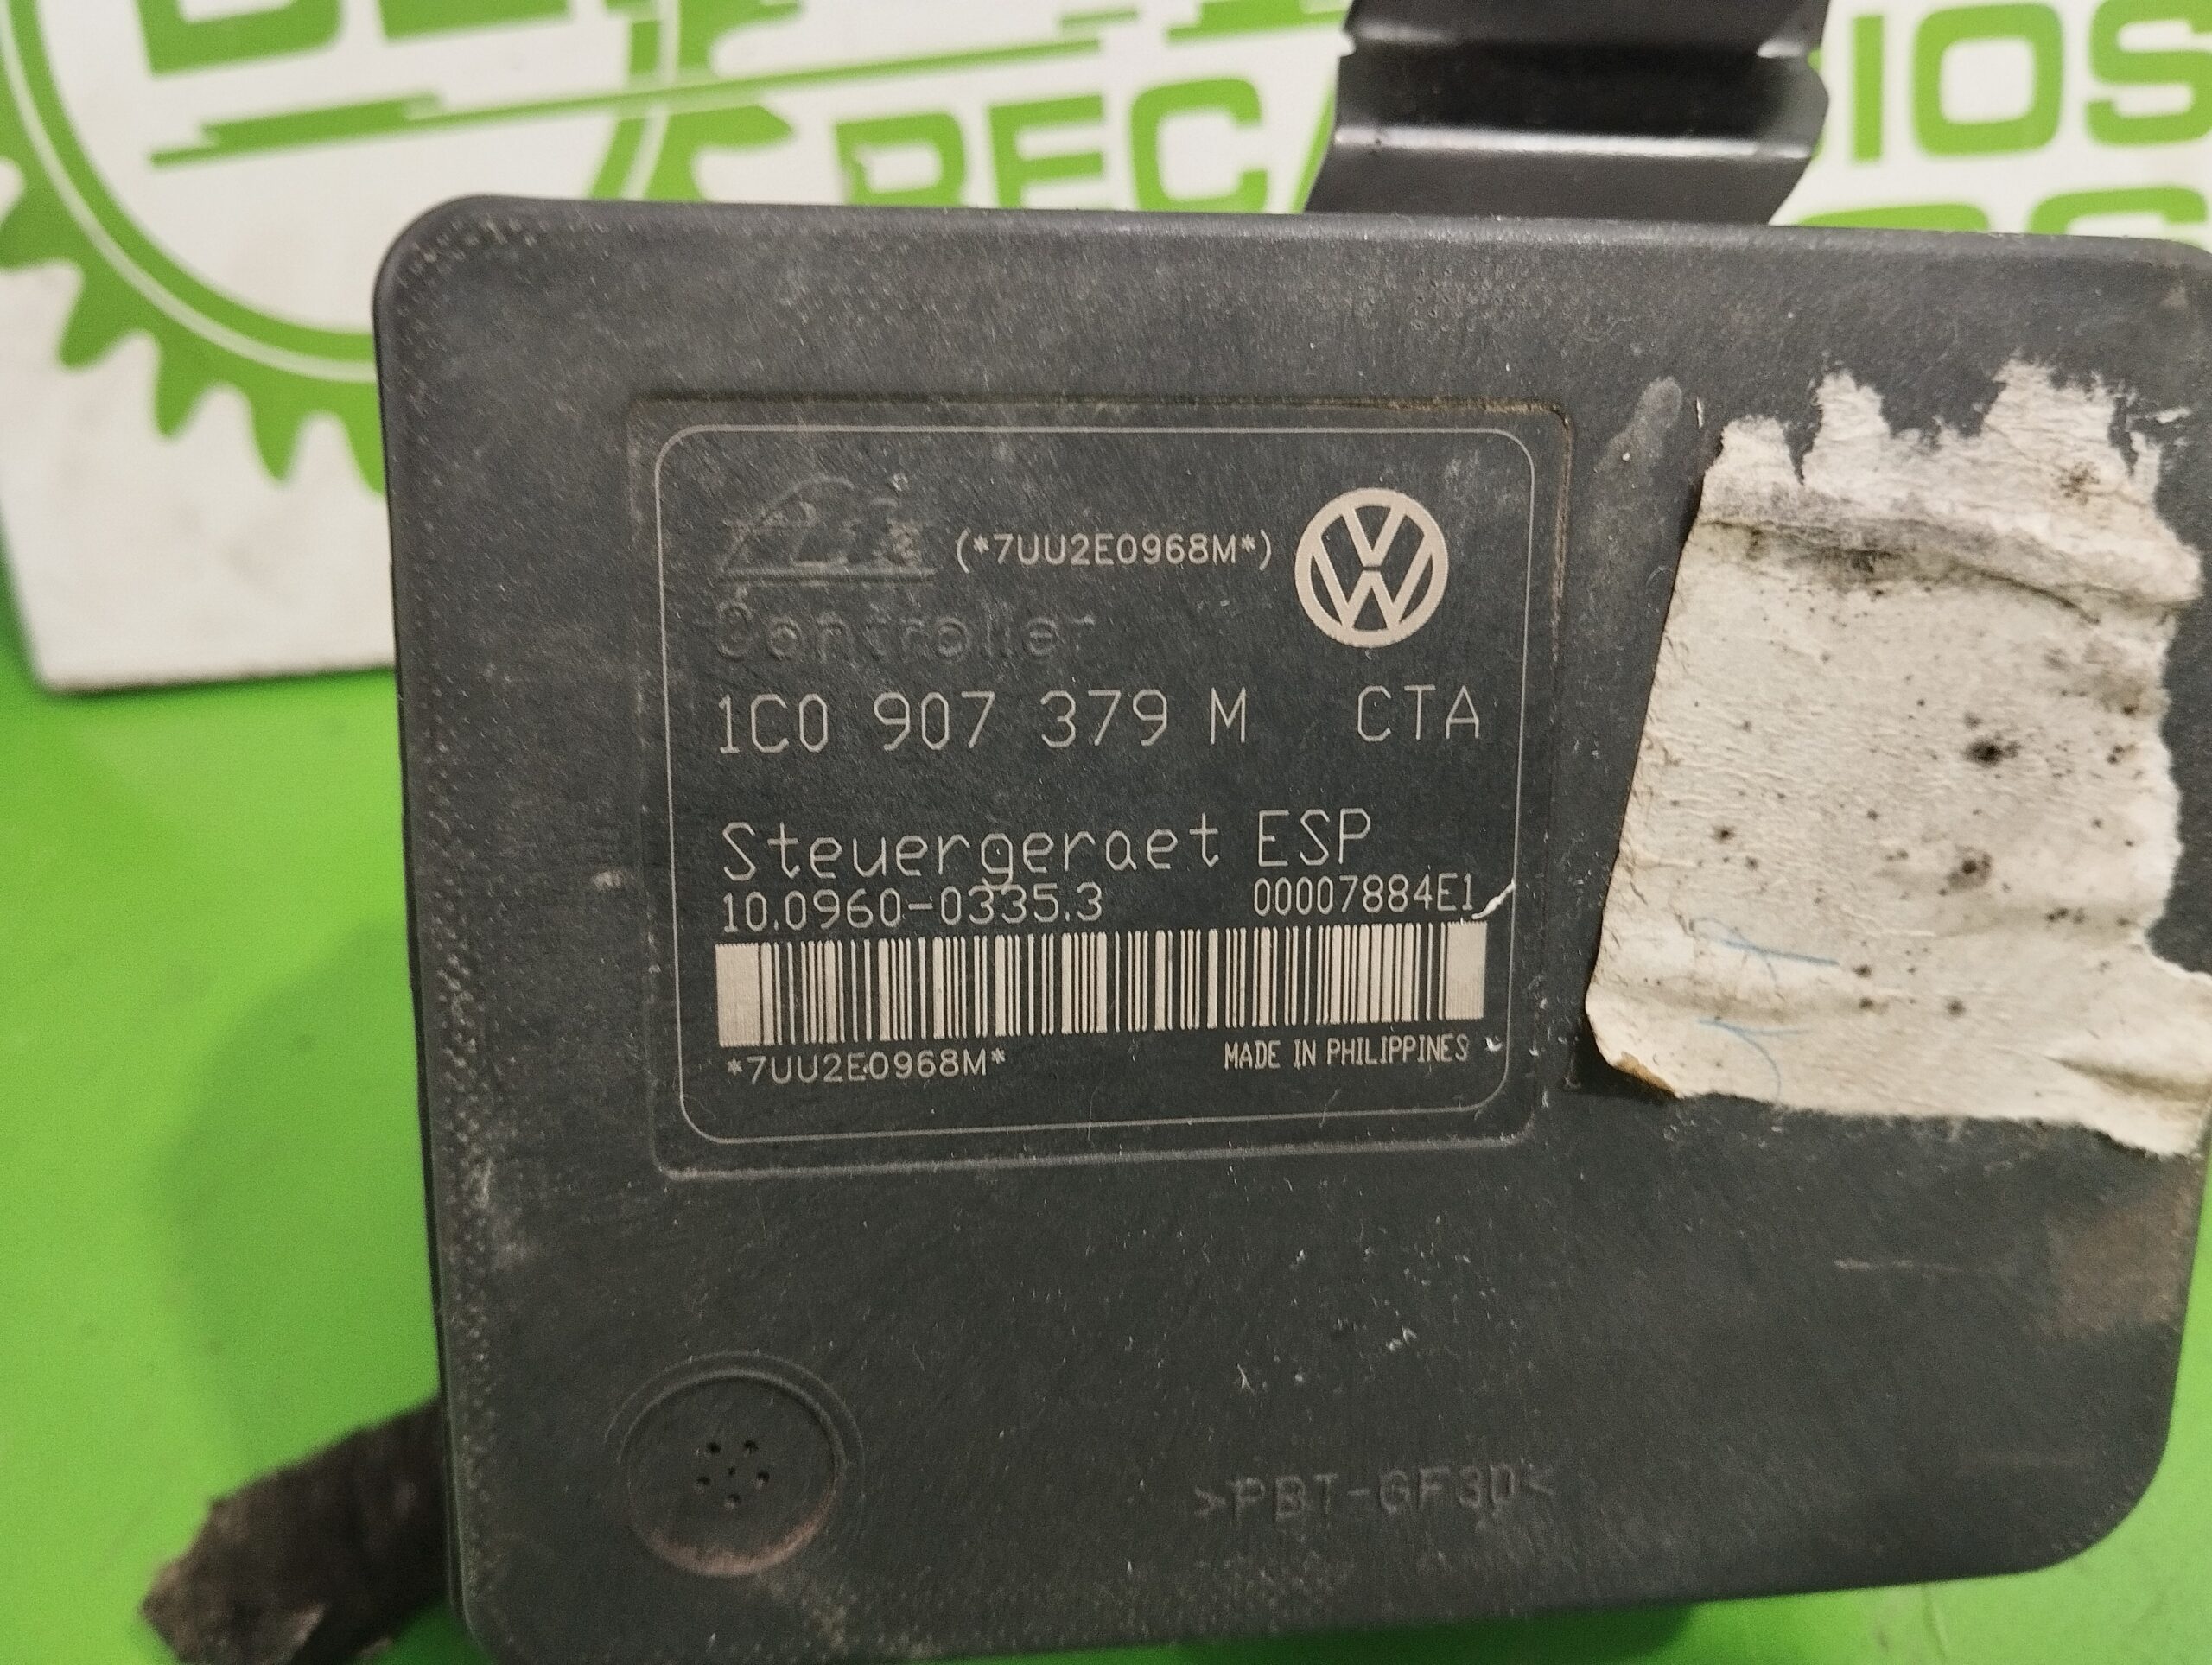 IOS
(*7UU2E0968M*)
Controller
1C0 907 379 M CTA
Steuergeraet ESP
10.0960-0335.3 00007884E1
*7UU2E0968M* MADE IN PHILIPPINES
>PBT-GF30<